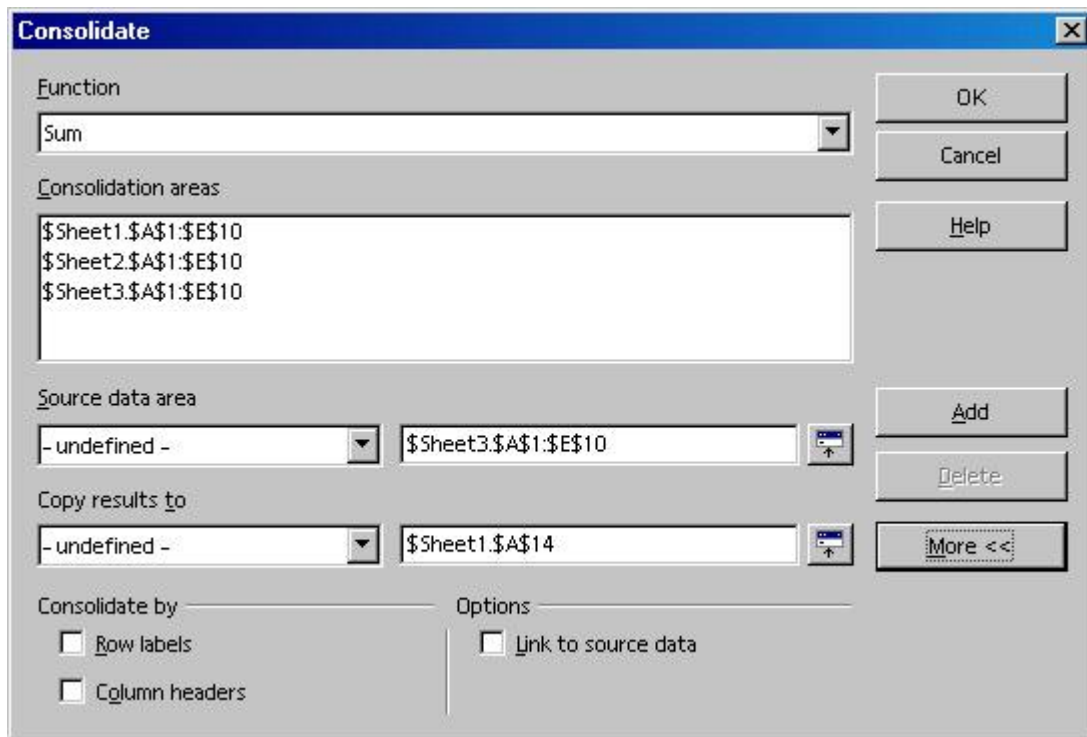 Consolidate
Function
Sum
Consolidation areas
$Sheet1.$A$1:$E$10
$Sheet2.$A$1:$E$10
$Sheet3.$A$1:$E$10
Source data area
- undefined -
$Sheet3.$A$1:$E$10
Copy results to
- undefined -
$Sheet1.$A$14
Consolidate by
Row labels
Column headers
Options
Link to source data
OK
Cancel
Help
Add
Delete
More <<